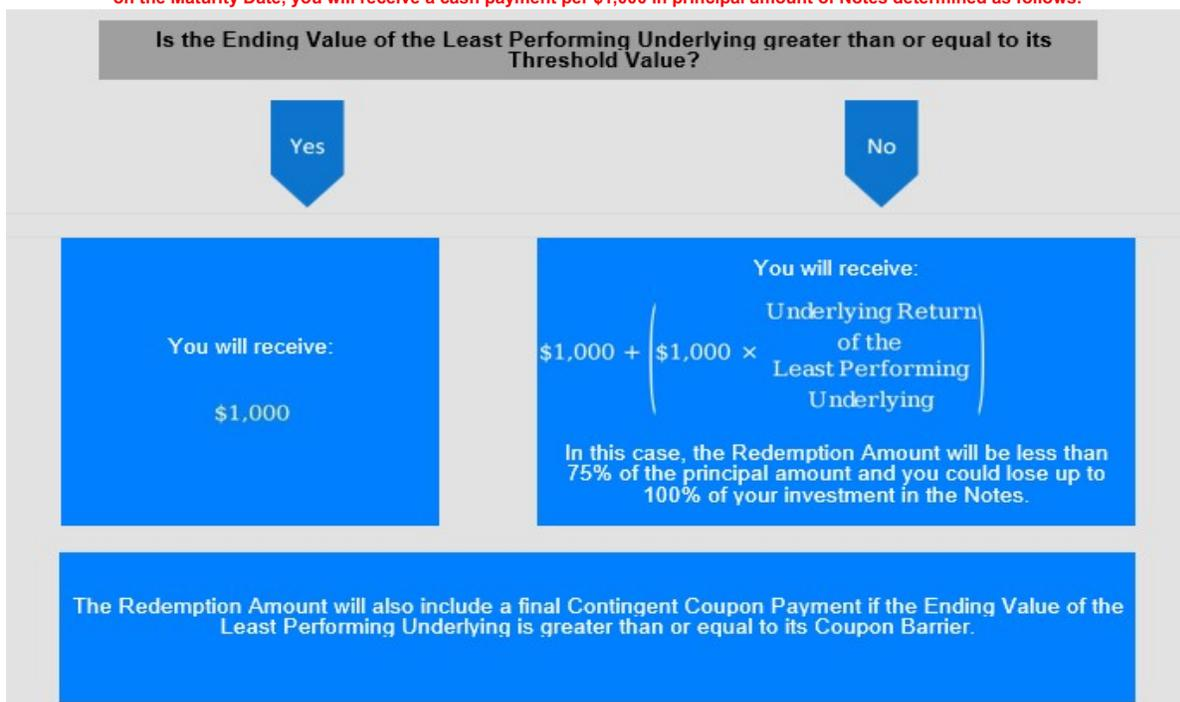 on the Maturity Date, you will receive a cash payment per $1,000 in principal amount of Notes determined as follows:
Is the Ending Value of the Least Performing Underlying greater than or equal to its
Threshold Value?
Yes
No
You will receive:
$1,000
You will receive:
$1,000 + ($1,000 × Underlying Return
of the
Least Performing
Underlying)
In this case, the Redemption Amount will be less than
75% of the principal amount and you could lose up to
100% of your investment in the Notes.
The Redemption Amount will also include a final Contingent Coupon Payment if the Ending Value of the
Least Performing Underlying is greater than or equal to its Coupon Barrier.